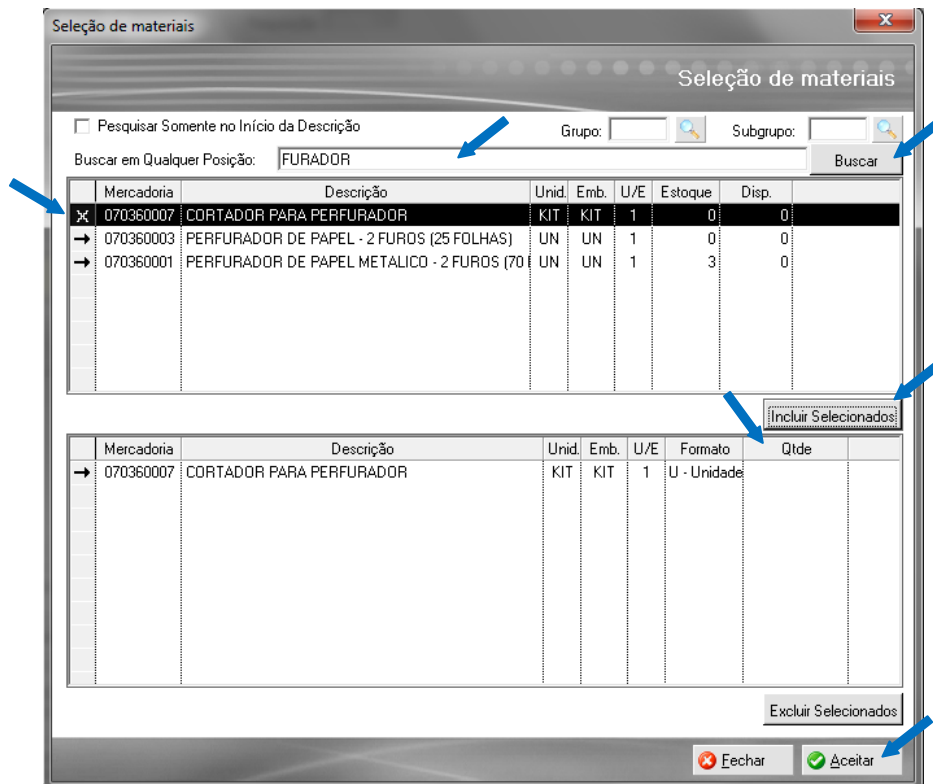 Seleção de materiais
Seleção de materiais
Pesquisar Somente no Início da Descrição Grupo: Subgrupo:
Buscar em Qualquer Posição: FURADOR Buscar
Mercadoria Descrição Unid. Emb. U/E Estoque Disp.
070360007 CORTADOR PARA PERFURADOR KIT KIT 1 0 0
070360003 PERFURADOR DE PAPEL - 2 FUROS (25 FOLHAS) UN UN 1 0 0
070360001 PERFURADOR DE PAPEL METALICO - 2 FUROS (70 UN UN 1 3 0
Incluir Selecionados
Mercadoria Descrição Unid. Emb. U/E Formato Qtde
070360007 CORTADOR PARA PERFURADOR KIT KIT 1 U - Unidade
Excluir Selecionados
Fechar Aceitar